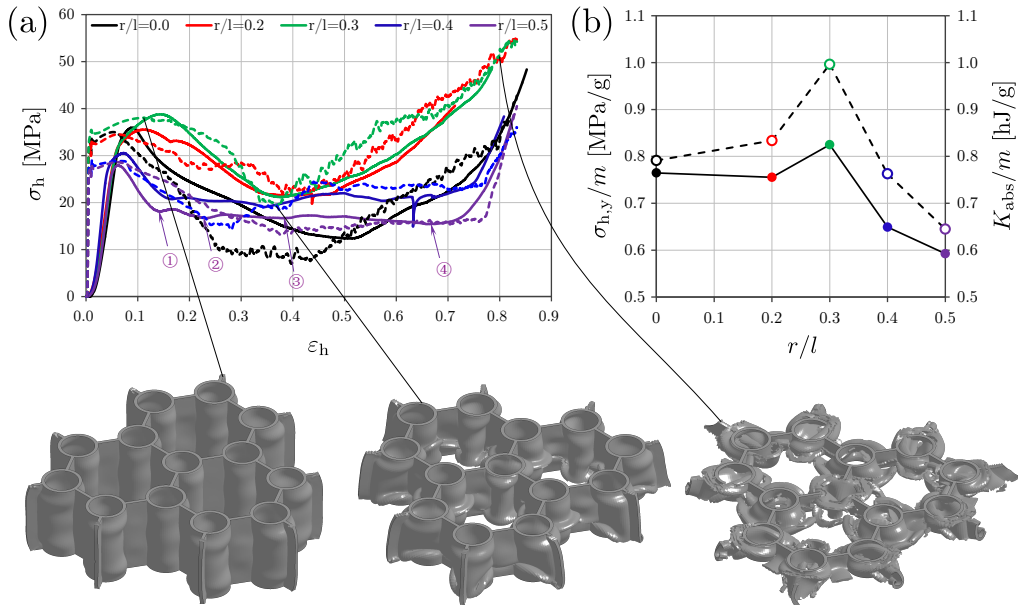 (a)
r/l=0.0 r/l=0.2 r/l=0.3 r/l=0.4 r/l=0.5
σh [MPa]
60
50
40
30
20
10
0
① ② ③ ④
0.0 0.1 0.2 0.3 0.4 0.5 0.6 0.7 0.8 0.9
εh
(b)
σh,y/m [MPa/g]
1.1
1.0
0.9
0.8
0.7
0.6
0.5
0 0.1 0.2 0.3 0.4 0.5
r/l
1.1
1.0
0.9
0.8
0.7
0.6
0.5
Kabs/m [hJ/g]